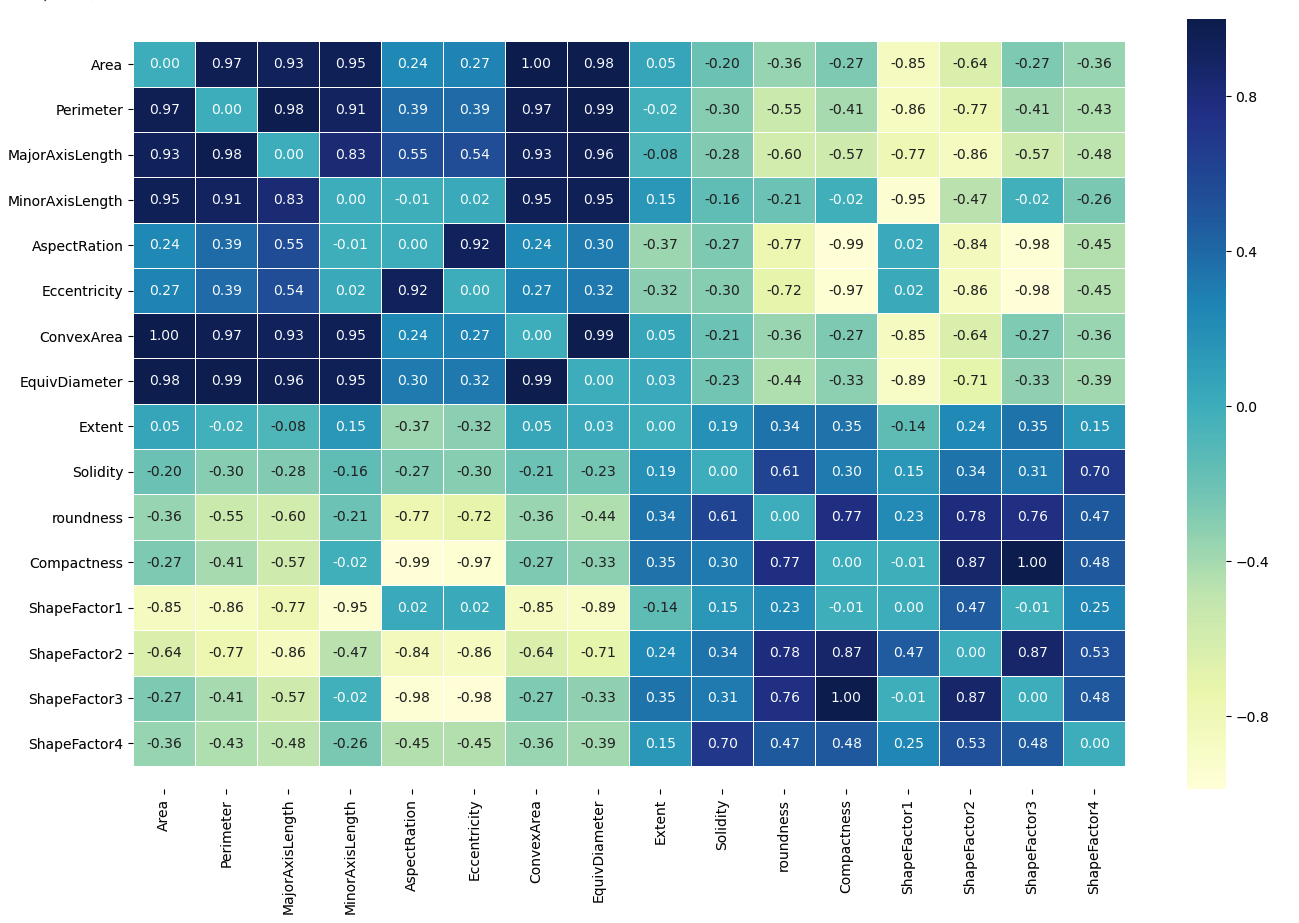 Area 0.00 0.97 0.93 0.95 0.24 0.27 1.00 0.98 0.05 -0.20 -0.36 -0.27 -0.85 -0.64 -0.27 -0.36
Perimeter 0.97 0.00 0.98 0.91 0.39 0.39 0.97 0.99 -0.02 -0.30 -0.55 -0.41 -0.86 -0.77 -0.41 -0.43
MajorAxisLength 0.93 0.98 0.00 0.83 0.55 0.54 0.93 0.96 -0.08 -0.28 -0.60 -0.57 -0.77 -0.86 -0.57 -0.48
MinorAxisLength 0.95 0.91 0.83 0.00 -0.01 0.02 0.95 0.95 0.15 -0.16 -0.21 -0.02 -0.95 -0.47 -0.02 -0.26
AspectRation 0.24 0.39 0.55 -0.01 0.00 0.92 0.24 0.30 -0.37 -0.27 -0.77 -0.99 0.02 -0.84 -0.98 -0.45
Eccentricity 0.27 0.39 0.54 0.02 0.92 0.00 0.27 0.32 -0.32 -0.30 -0.72 -0.97 0.02 -0.86 -0.98 -0.45
ConvexArea 1.00 0.97 0.93 0.95 0.24 0.27 0.00 0.99 0.05 -0.21 -0.36 -0.27 -0.85 -0.64 -0.27 -0.36
EquivDiameter 0.98 0.99 0.96 0.95 0.30 0.32 0.99 0.00 0.03 -0.23 -0.44 -0.33 -0.89 -0.71 -0.33 -0.39
Extent 0.05 -0.02 -0.08 0.15 -0.37 -0.32 0.05 0.03 0.00 0.19 0.34 0.35 -0.14 0.24 0.35 0.15
Solidity -0.20 -0.30 -0.28 -0.16 -0.27 -0.30 -0.21 -0.23 0.19 0.00 0.61 0.30 0.15 0.34 0.31 0.70
roundness -0.36 -0.55 -0.60 -0.21 -0.77 -0.72 -0.36 -0.44 0.34 0.61 0.00 0.77 0.23 0.78 0.76 0.47
Compactness -0.27 -0.41 -0.57 -0.02 -0.99 -0.97 -0.27 -0.33 0.35 0.30 0.77 0.00 -0.01 0.87 1.00 0.48
ShapeFactor1 -0.85 -0.86 -0.77 -0.95 0.02 0.02 -0.85 -0.89 -0.14 0.15 0.23 -0.01 0.00 0.47 -0.01 0.25
ShapeFactor2 -0.64 -0.77 -0.86 -0.47 -0.84 -0.86 -0.64 -0.71 0.24 0.34 0.78 0.87 0.47 0.00 0.87 0.53
ShapeFactor3 -0.27 -0.41 -0.57 -0.02 -0.98 -0.98 -0.27 -0.33 0.35 0.31 0.76 1.00 -0.01 0.87 0.00 0.48
ShapeFactor4 -0.36 -0.43 -0.48 -0.26 -0.45 -0.45 -0.36 -0.39 0.15 0.70 0.47 0.48 0.25 0.53 0.48 0.00
Area Perimeter MajorAxisLength MinorAxisLength AspectRation Eccentricity ConvexArea EquivDiameter Extent Solidity roundness Compactness ShapeFactor1 ShapeFactor2 ShapeFactor3 ShapeFactor4
0.8
0.4
0.0
−0.4
−0.8